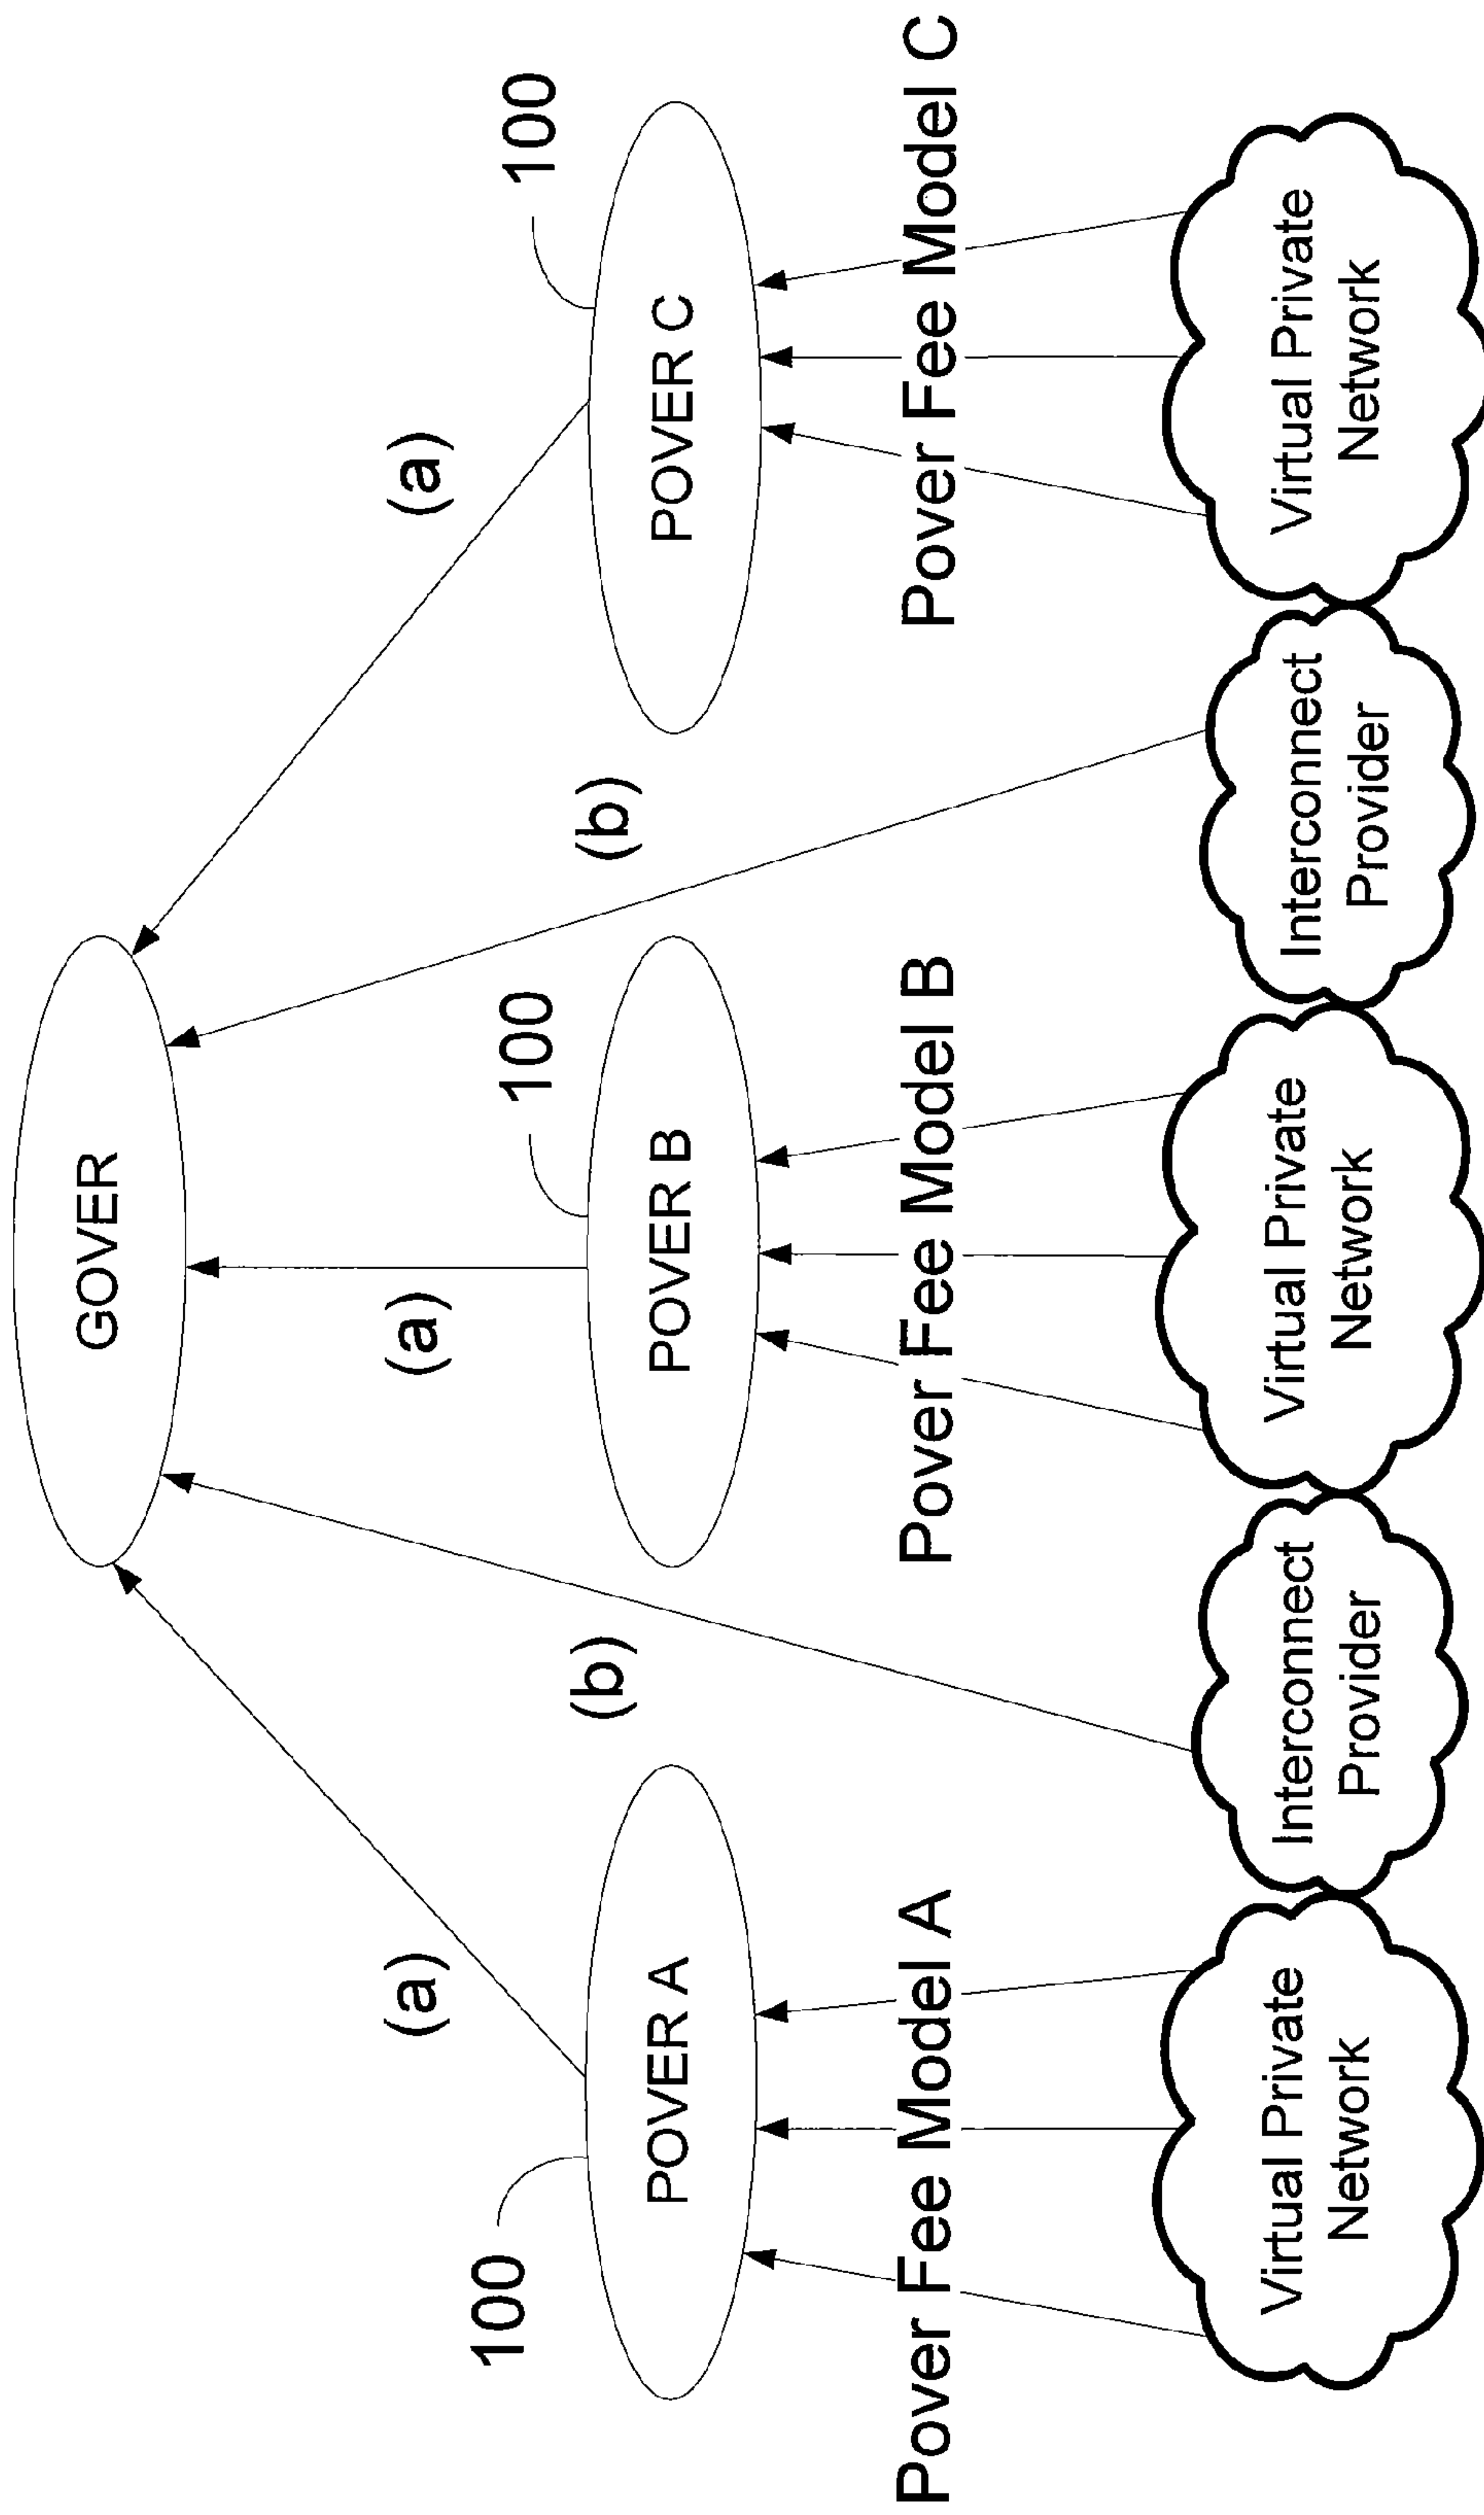 GOVER
(a)
(a)
(a)
100
100
100
(b)
(b)
POVER A
POVER B
POVER C
Pover Fee Model A
Pover Fee Model B
Pover Fee Model C
Virtual Private
Network
Interconnect
Provider
Virtual Private
Network
Interconnect
Provider
Virtual Private
Network